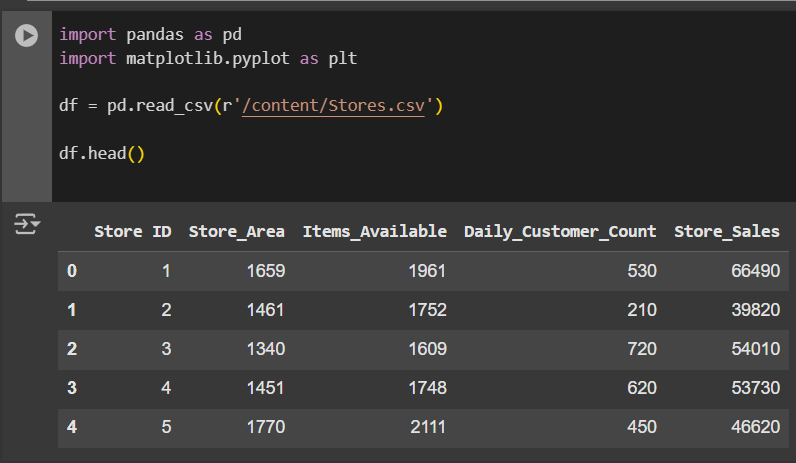 import pandas as pd
import matplotlib.pyplot as plt
df = pd.read_csv(r'/content/Stores.csv')
df.head()
Store ID Store_Area Items_Available Daily_Customer_Count Store_Sales
0 1 1659 1961 530 66490
1 2 1461 1752 210 39820
2 3 1340 1609 720 54010
3 4 1451 1748 620 53730
4 5 1770 2111 450 46620